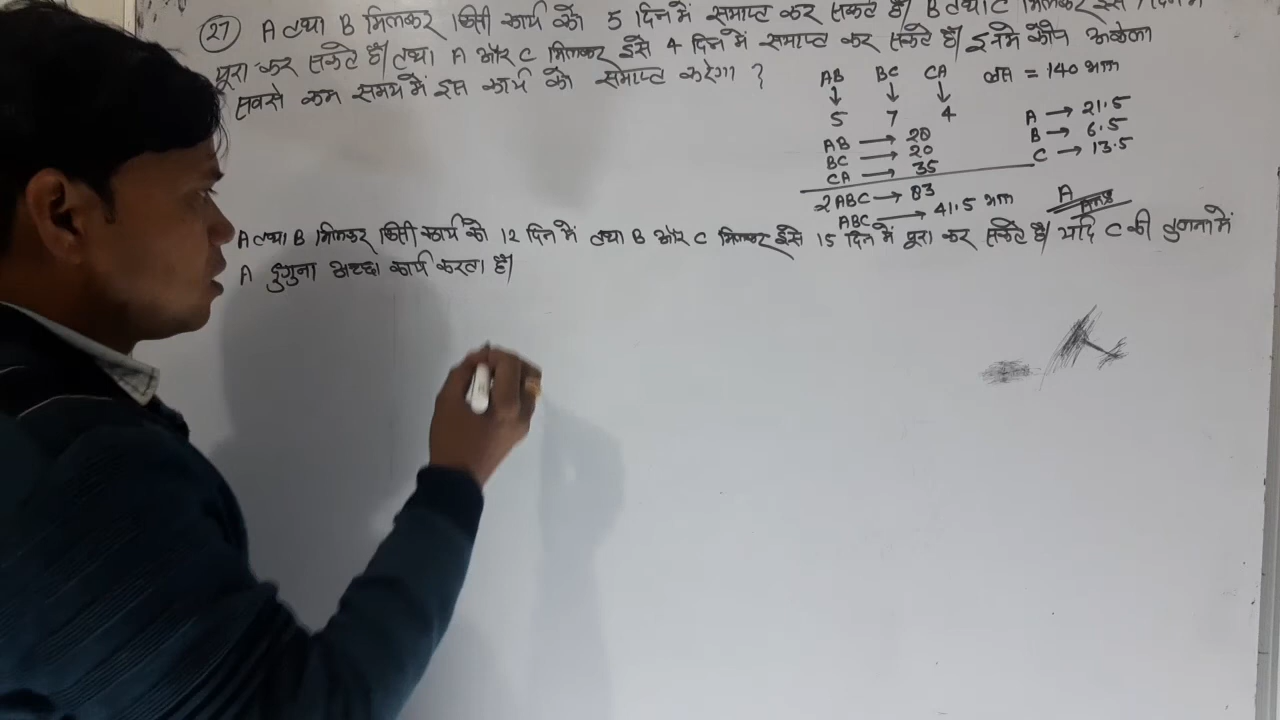 (27) A तथा B मिलकर किसी कार्य को 5 दिन में समाप्ट कर सकते हैं। B तथा C मिलकर इसे 7 दिन में
पूरा कर सकते हैं। तथा A और C मिलकर इसे 4 दिन में समाप्ट कर सकते हैं। इनमें कौन अकेला
सबसे कम समय में इस कार्य को समाप्ट करेगा ?
AB BC CA
↓ ↓ ↓
5 7 4
AB → 28
BC → 20
CA → 35
2ABC → 83
ABC → 41.5 भाग
= 140 भाग
A → 21.5
B → 6.5
C → 13.5
A Ans
A तथा B मिलकर किसी कार्य को 12 दिन में तथा B और C मिलकर इसे 15 दिन में पूरा कर सकते है। यदि C की तुलना में
A दुगुना अच्छा कार्य करता है।